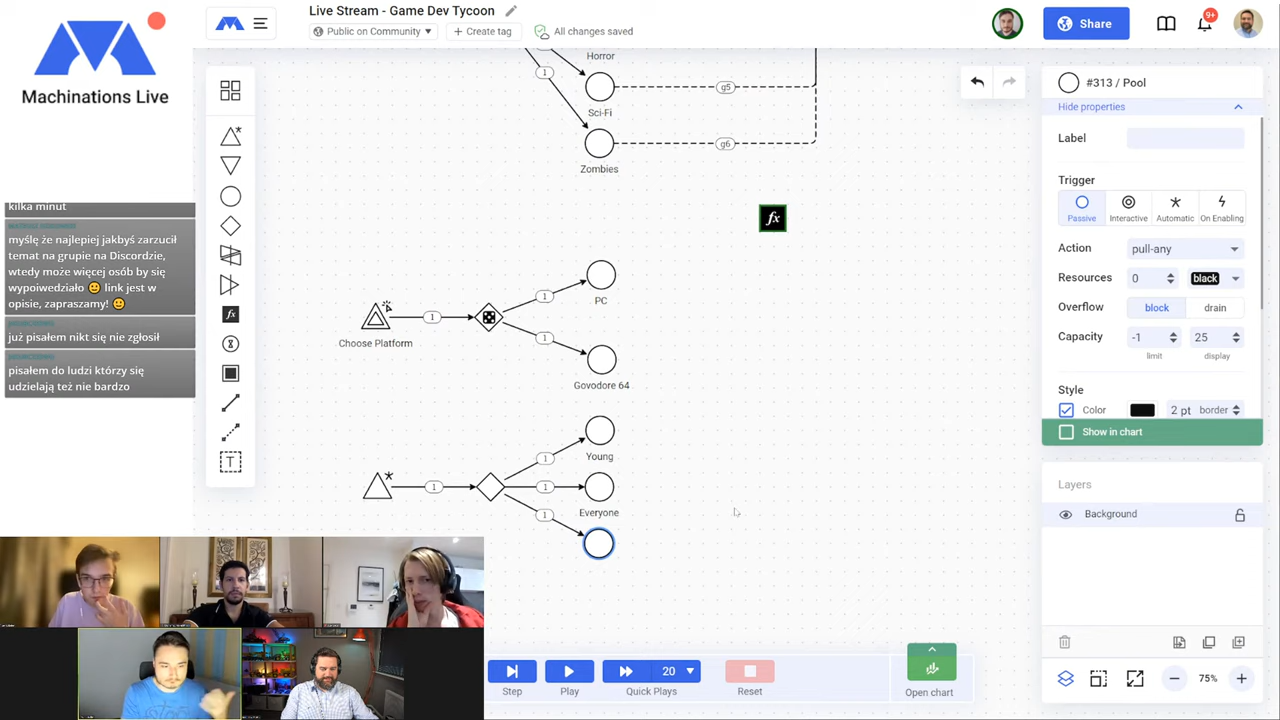 Machinations Live
kilka minut
myślę że najlepiej jakbyś zarzucił
temat na grupie na Discordzie,
wtedy może więcej osób by się
wypoiwedziało 🙂 link jest w
opisie, zapraszamy! 🙂
już pisałem nikt się nie zgłosił
pisałem do ludzi którzy się
udzielają też nie bardzo
Live Stream - Game Dev Tycoon
Public on Community
+ Create tag
All changes saved
Share
9+
Horror
1
Sci-Fi
g5
Zombies
g6
fx
fx
Choose Platform
1
1
PC
1
Govodore 64
1
1
Young
1
Everyone
1
T
#313 / Pool
Hide properties
Label
Trigger
Passive
Interactive
Automatic
On Enabling
Action
pull-any
Resources
0
black
Overflow
block
drain
Capacity
-1
25
limit
display
Style
Color
2 pt
border
Show in chart
Layers
Background
Step
Play
20
Quick Plays
Reset
Open chart
75%